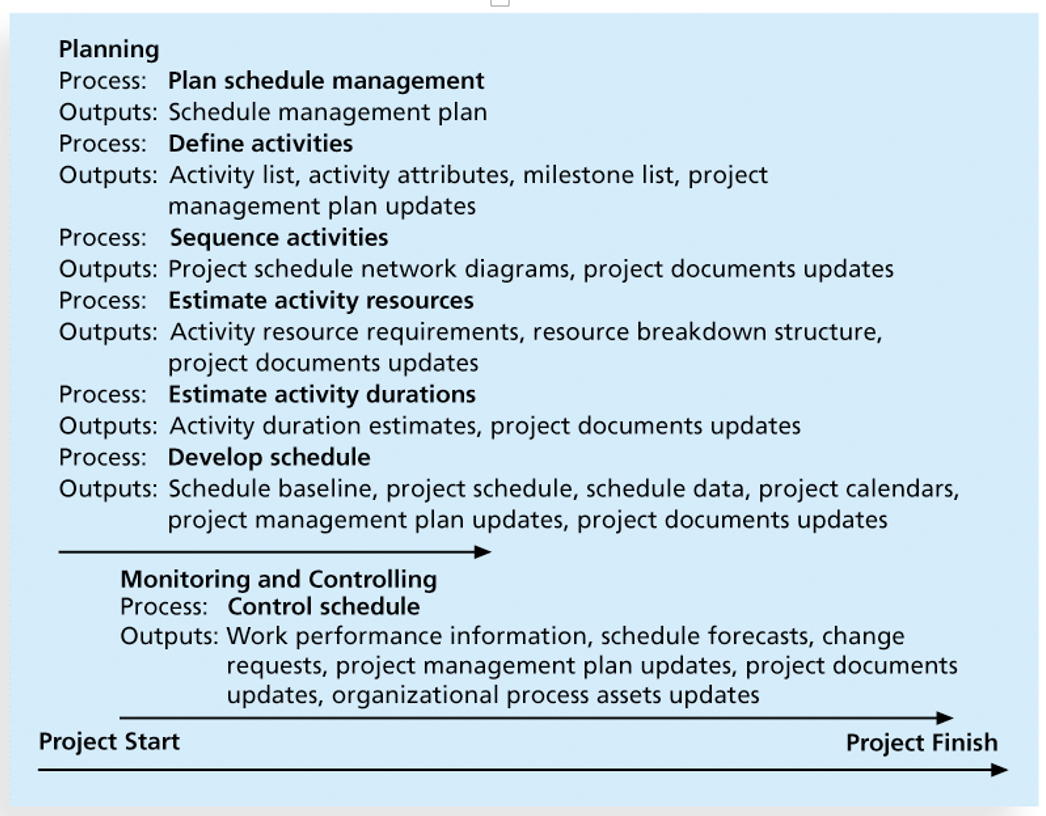 Planning
Process: Plan schedule management
Outputs: Schedule management plan
Process: Define activities
Outputs: Activity list, activity attributes, milestone list, project
management plan updates
Process: Sequence activities
Outputs: Project schedule network diagrams, project documents updates
Process: Estimate activity resources
Outputs: Activity resource requirements, resource breakdown structure,
project documents updates
Process: Estimate activity durations
Outputs: Activity duration estimates, project documents updates
Process: Develop schedule
Outputs: Schedule baseline, project schedule, schedule data, project calendars,
project management plan updates, project documents updates
Monitoring and Controlling
Process: Control schedule
Outputs: Work performance information, schedule forecasts, change
requests, project management plan updates, project documents
updates, organizational process assets updates
Project Start
Project Finish